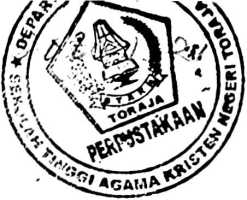 ★ DEPAR
SEKOLAH TINGGI AGAMA KRISTEN NEGERI TORAJA
TORAJA
PERPUSTAKAAN